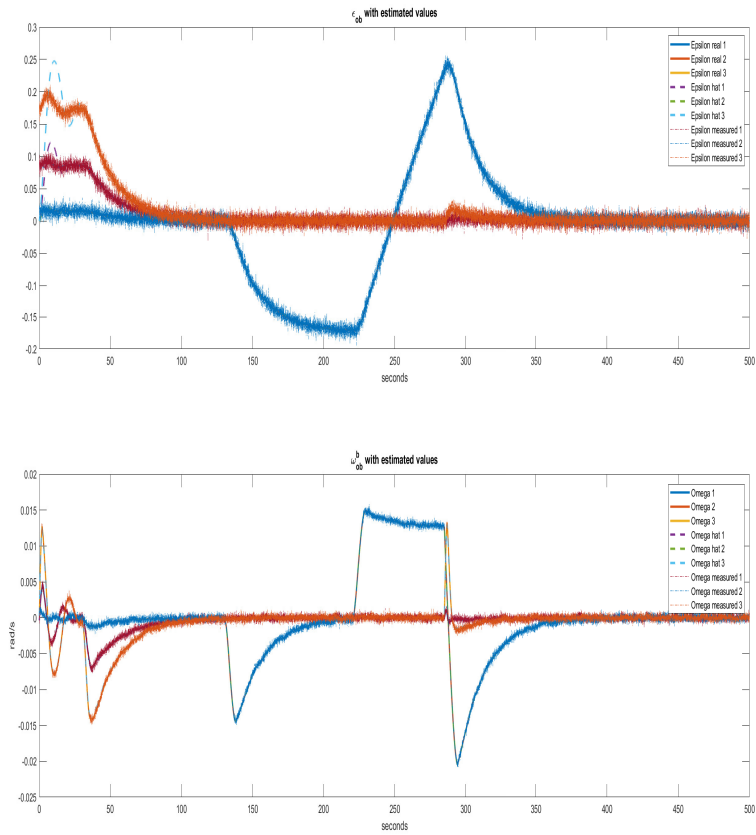 ϵob with estimated values
0.3
0.25
0.2
0.15
0.1
0.05
0
-0.05
-0.1
-0.15
-0.2
0 50 100 150 200 250 300 350 400 450 500
seconds
Epsilon real 1
Epsilon real 2
Epsilon real 3
Epsilon hat 1
Epsilon hat 2
Epsilon hat 3
Epsilon measured 1
Epsilon measured 2
Epsilon measured 3
ωbob with estimated values
0.02
0.015
0.01
0.005
0
-0.005
-0.01
-0.015
-0.02
-0.025
rad/s
0 50 100 150 200 250 300 350 400 450 500
seconds
Omega 1
Omega 2
Omega 3
Omega hat 1
Omega hat 2
Omega hat 3
Omega measured 1
Omega measured 2
Omega measured 3